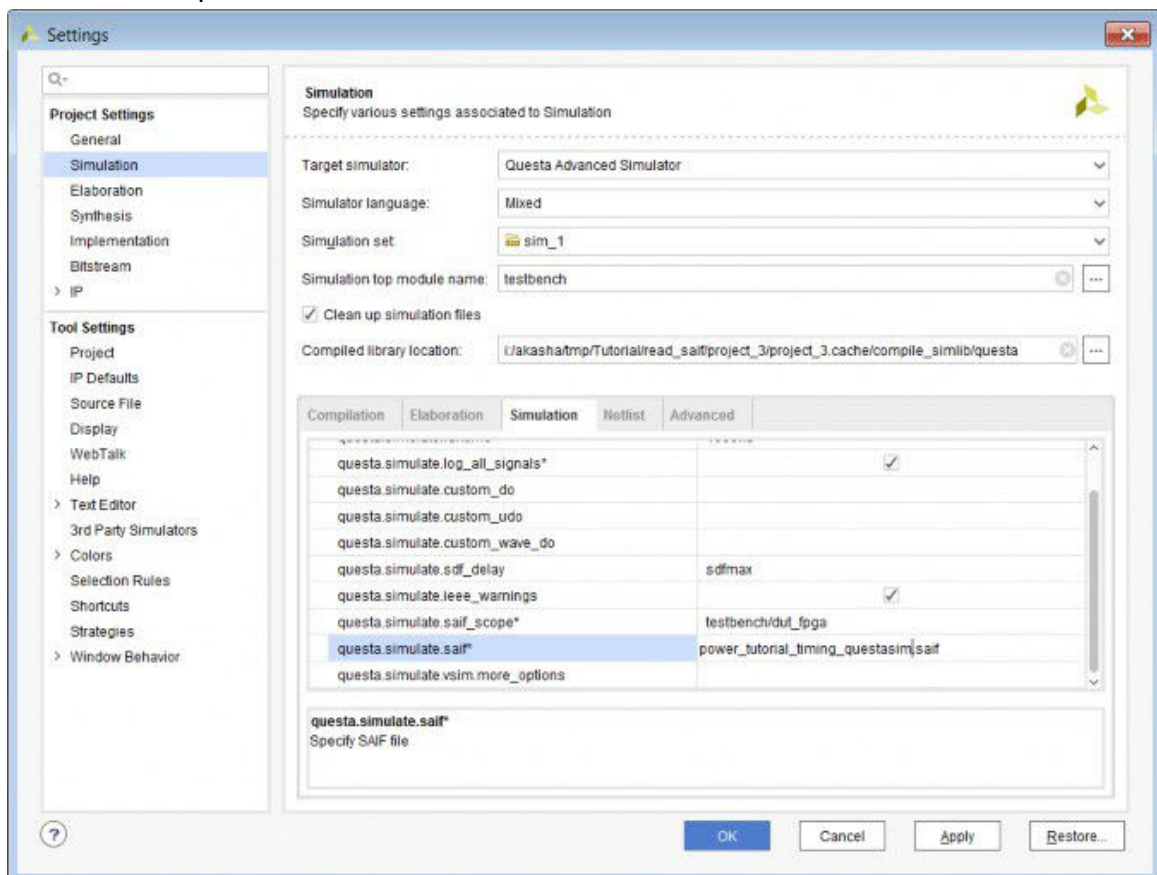 Settings
Q-
Project Settings
General
Simulation
Elaboration
Synthesis
Implementation
Bitstream
> IP
Tool Settings
Project
IP Defaults
Source File
Display
WebTalk
Help
> Text Editor
3rd Party Simulators
> Colors
Selection Rules
Shortcuts
Strategies
> Window Behavior
Simulation
Specify various settings associated to Simulation
Target simulator: Questa Advanced Simulator
Simulator language: Mixed
Simulation set: sim_1
Simulation top module name: testbench ...
Clean up simulation files
Compiled library location: i:/akasha/tmp/Tutorial/read_saif/project_3/project_3.cache/compile_simlib/questa ...
Compilation Elaboration Simulation Netlist Advanced
questa.simulate.log_all_signals*
questa.simulate.custom_do
questa.simulate.custom_udo
questa.simulate.custom_wave_do
questa.simulate.sdf_delay sdfmax
questa.simulate.ieee_warnings
questa.simulate.saif_scope* testbench/dut_fpga
questa.simulate.saif* power_tutorial_timing_questasim.saif
questa.simulate.vsim.more_options
questa.simulate.saif*
Specify SAIF file
? OK Cancel Apply Restore...